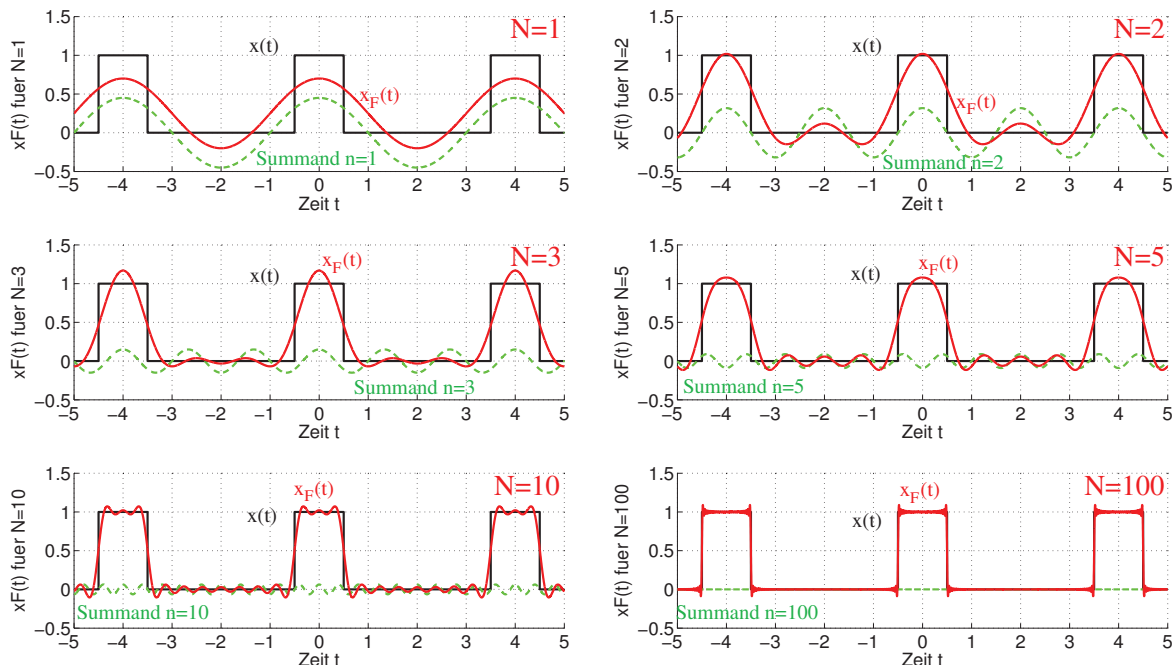 N=1
x(t)
x_F(t)
Summand n=1
xF(t) fuer N=1
1.5
1
0.5
0
−0.5
−5 −4 −3 −2 −1 0 1 2 3 4 5
Zeit t
N=2
x(t)
x_F(t)
Summand n=2
xF(t) fuer N=2
1.5
1
0.5
0
−0.5
−5 −4 −3 −2 −1 0 1 2 3 4 5
Zeit t
N=3
x(t)
x_F(t)
Summand n=3
xF(t) fuer N=3
1.5
1
0.5
0
−0.5
−5 −4 −3 −2 −1 0 1 2 3 4 5
Zeit t
N=5
x(t)
x_F(t)
Summand n=5
xF(t) fuer N=5
1.5
1
0.5
0
−0.5
−5 −4 −3 −2 −1 0 1 2 3 4 5
Zeit t
N=10
x(t)
x_F(t)
Summand n=10
xF(t) fuer N=10
1.5
1
0.5
0
−0.5
−5 −4 −3 −2 −1 0 1 2 3 4 5
Zeit t
N=100
x(t)
x_F(t)
Summand n=100
xF(t) fuer N=100
1.5
1
0.5
0
−0.5
−5 −4 −3 −2 −1 0 1 2 3 4 5
Zeit t